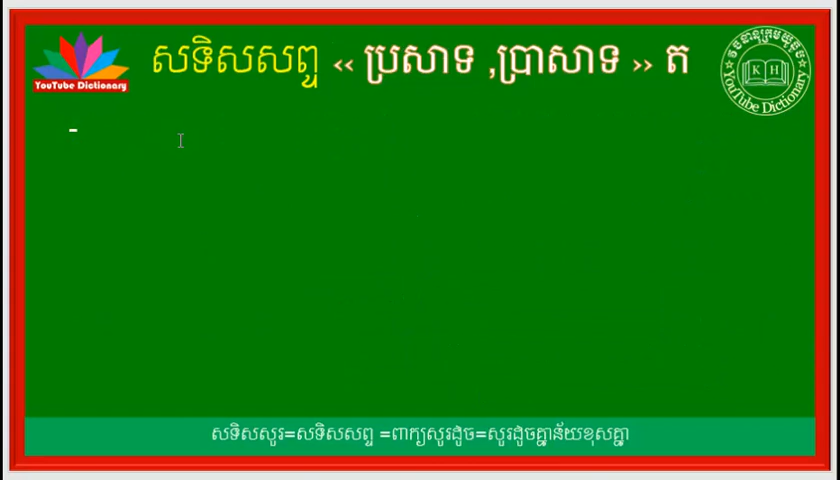 សទិសសព្ទ << ប្រសាទ ,ប្រាសាទ >> ត
YouTube Dictionary
K H
YouTube Dictionary
-
សទិសសូរ=សទិសសព្ទ =ពាក្យសូរដូច=សូរដូចគ្នាន័យខុសគ្នា